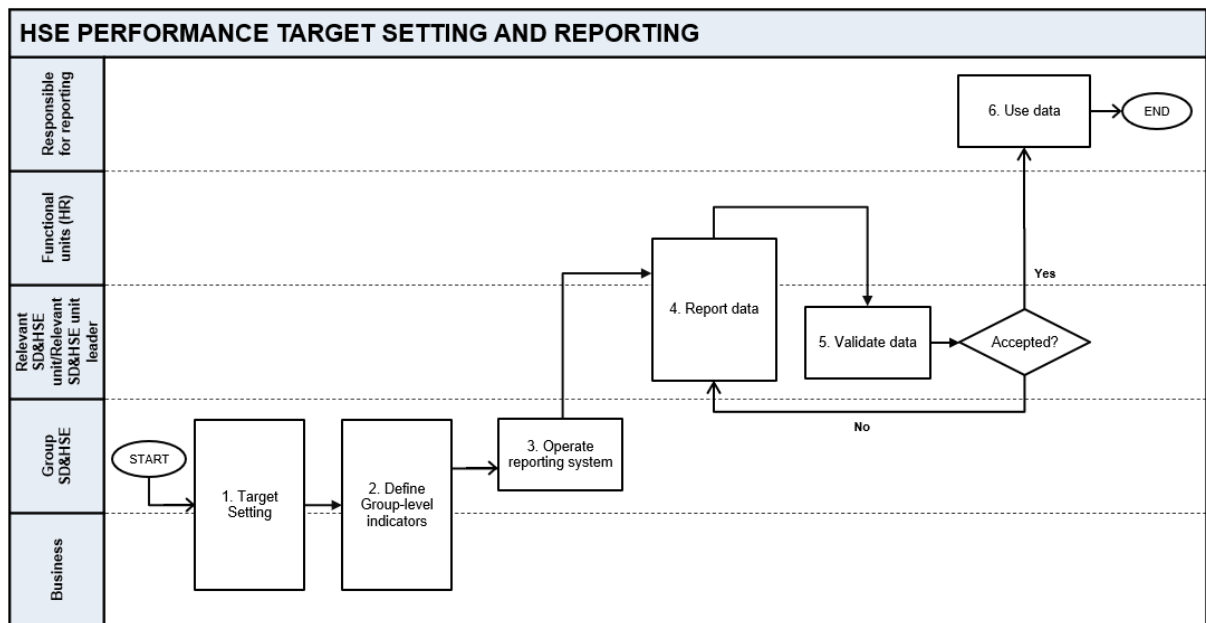 HSE PERFORMANCE TARGET SETTING AND REPORTING
Responsible
for reporting
6. Use data
END
Functional
units (HR)
Yes
Relevant
SD&HSE
unit/Relevant
SD&HSE unit
leader
4. Report data
5. Validate data
Accepted?
No
Group
SD&HSE
START
1. Target
Setting
2. Define
Group-level
indicators
3. Operate
reporting system
Business